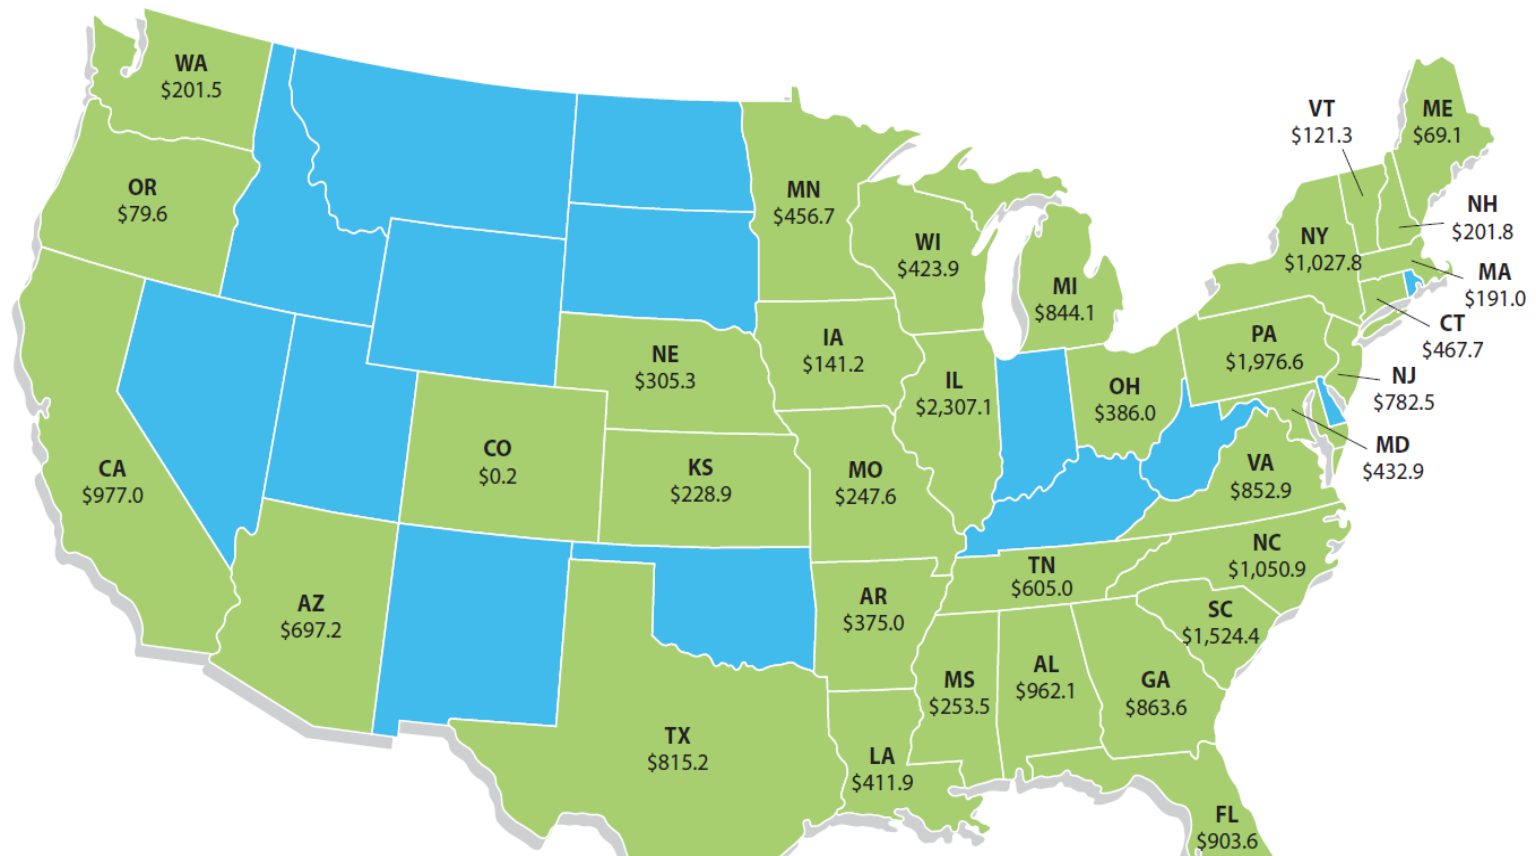 WA
$201.5
OR
$79.6
CA
$977.0
AZ
$697.2
CO
$0.2
NE
$305.3
KS
$228.9
TX
$815.2
MN
$456.7
IA
$141.2
MO
$247.6
AR
$375.0
LA
$411.9
WI
$423.9
IL
$2,307.1
MI
$844.1
OH
$386.0
TN
$605.0
MS
$253.5
AL
$962.1
GA
$863.6
FL
$903.6
SC
$1,524.4
NC
$1,050.9
VA
$852.9
PA
$1,976.6
NY
$1,027.8
VT
$121.3
ME
$69.1
NH
$201.8
MA
$191.0
CT
$467.7
NJ
$782.5
MD
$432.9